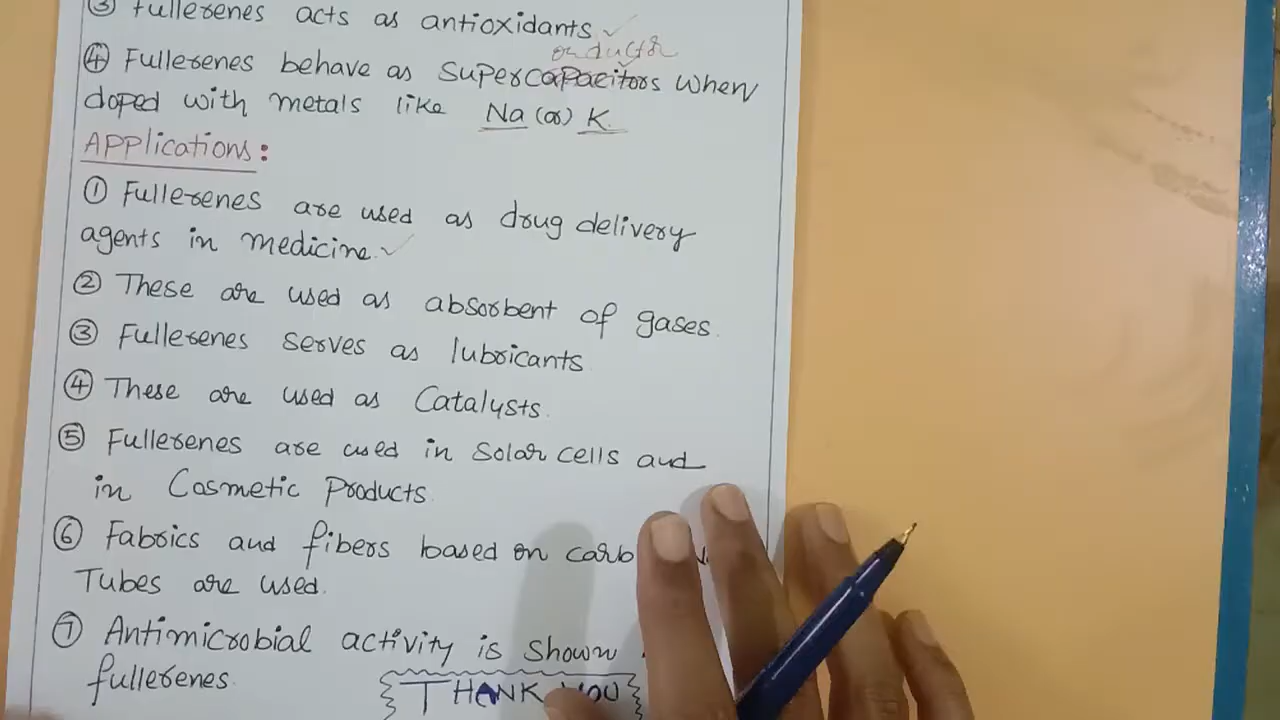 ③ Fullerenes acts as antioxidants
onductor
④ Fullerenes behave as Supercapacitors when
doped with metals like Na (or) K.
Applications:
① Fullerenes are used as drug delivery
agents in medicine.
② These are used as absorbent of gases.
③ Fullerenes serves as lubricants
④ These are used as Catalysts.
⑤ Fullerenes are used in Solar cells and
in Cosmetic Products.
⑥ Fabrics and fibers based on carb
Tubes are used.
⑦ Antimicrobial activity is shown
fullerenes.
THANK YOU